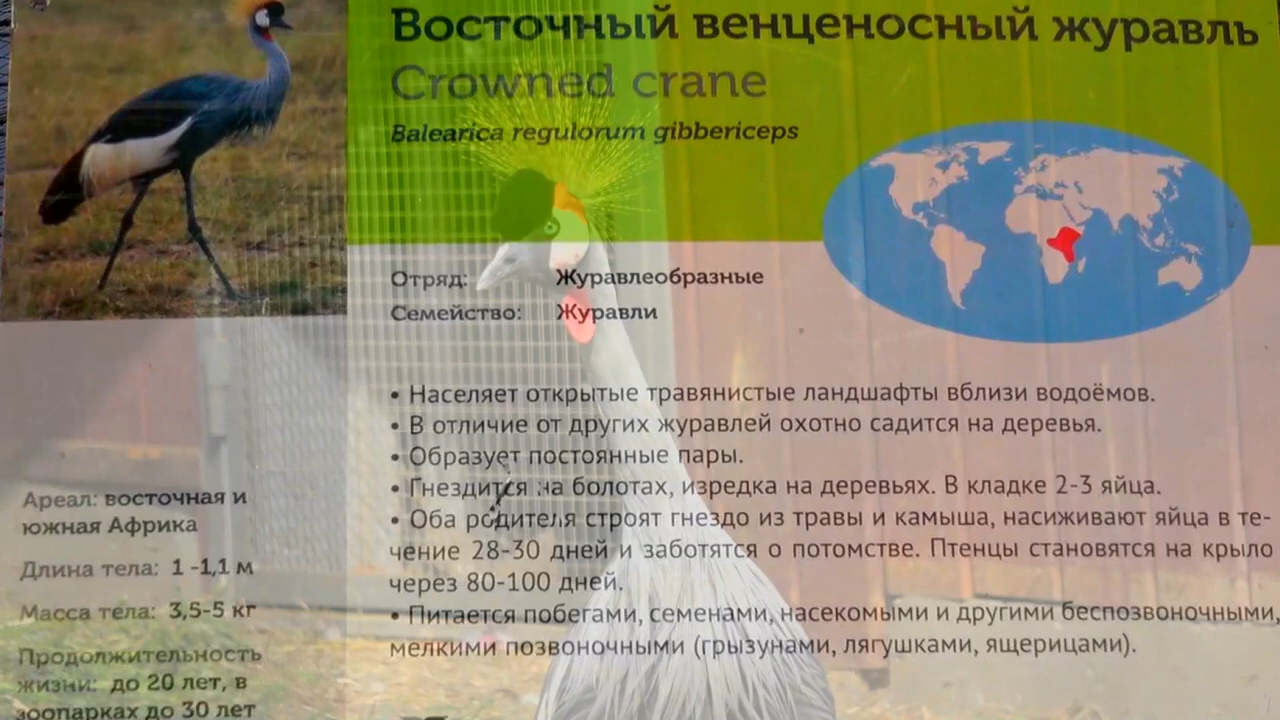 Восточный венценосный журавль
Crowned crane
Balearica regulorum gibbericeps
Отряд: Журавлеобразные
Семейство: Журавли
• Населяет открытые травянистые ландшафты вблизи водоёмов.
• В отличие от других журавлей охотно садится на деревья.
• Образует постоянные пары.
• Гнездится на болотах, изредка на деревьях. В кладке 2-3 яйца.
• Оба родителя строят гнездо из травы и камыша, насиживают яйца в те-
чение 28-30 дней и заботятся о потомстве. Птенцы становятся на крыло
через 80-100 дней.
• Питается побегами, семенами, насекомыми и другими беспозвоночными,
мелкими позвоночными (грызунами, лягушками, ящерицами).
Ареал: восточная и
южная Африка
Длина тела: 1 -1,1 м
Масса тела: 3,5-5 кг
Продолжительность
жизни: до 20 лет, в
зоопарках до 30 лет